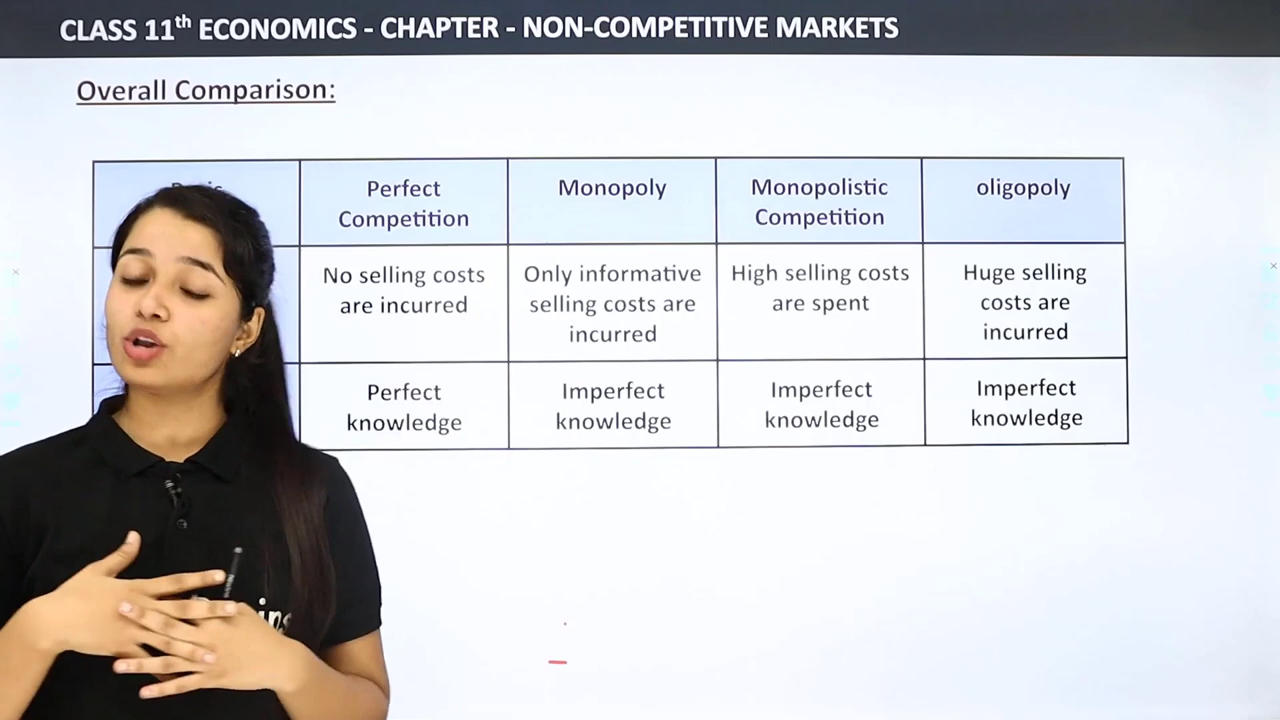 CLASS 11th ECONOMICS - CHAPTER - NON-COMPETITIVE MARKETS
Overall Comparison:
Perfect
Competition
Monopoly
Monopolistic
Competition
oligopoly
No selling costs
are incurred
Only informative
selling costs are
incurred
High selling costs
are spent
Huge selling
costs are
incurred
Perfect
knowledge
Imperfect
knowledge
Imperfect
knowledge
Imperfect
knowledge